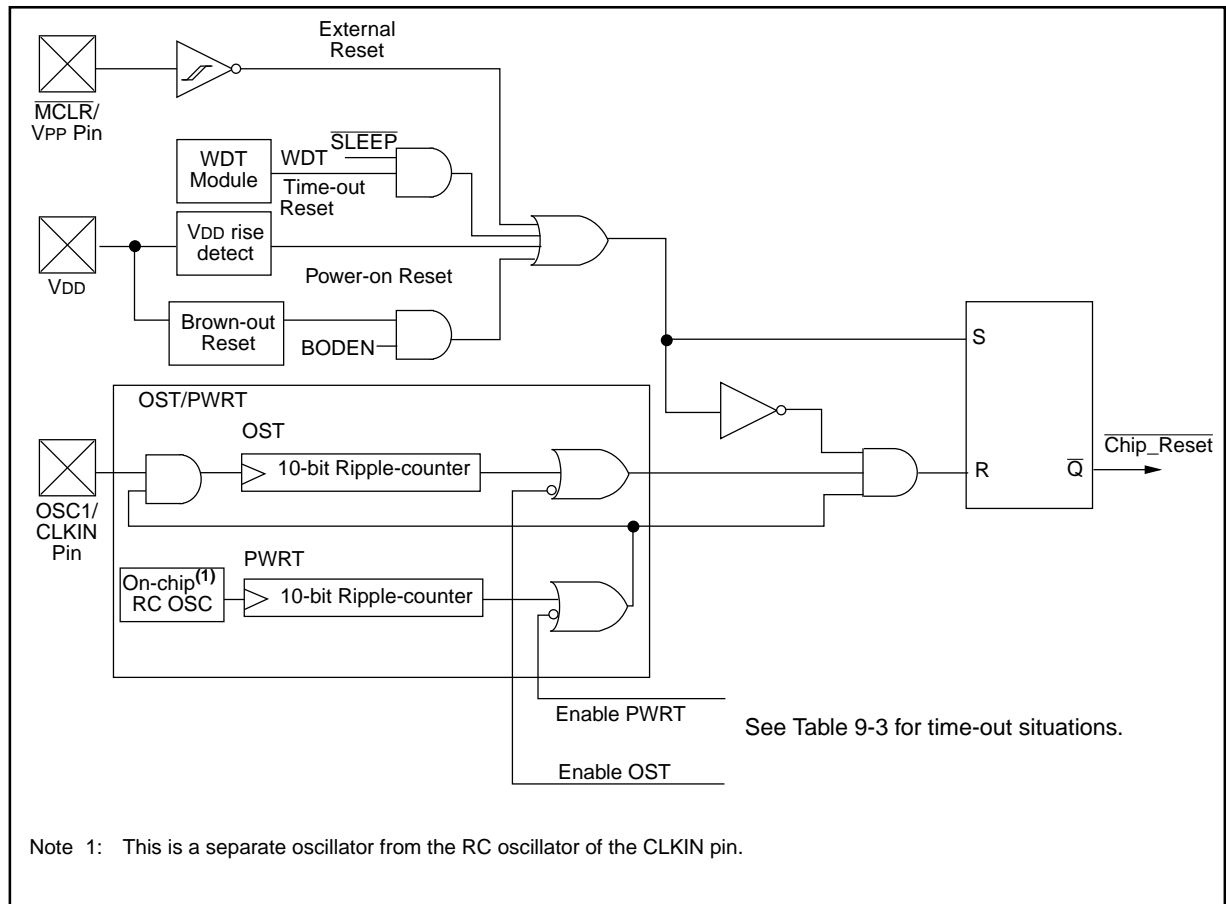 External
Reset
MCLR/
VPP Pin
SLEEP
WDT
Module
WDT
Time-out
Reset
VDD rise
detect
VDD
Power-on Reset
Brown-out
Reset
BODEN
S
OST/PWRT
OST
10-bit Ripple-counter
Chip_Reset
R
Q
OSC1/
CLKIN
Pin
PWRT
On-chip(1)
RC OSC
10-bit Ripple-counter
Enable PWRT
See Table 9-3 for time-out situations.
Enable OST
Note 1: This is a separate oscillator from the RC oscillator of the CLKIN pin.